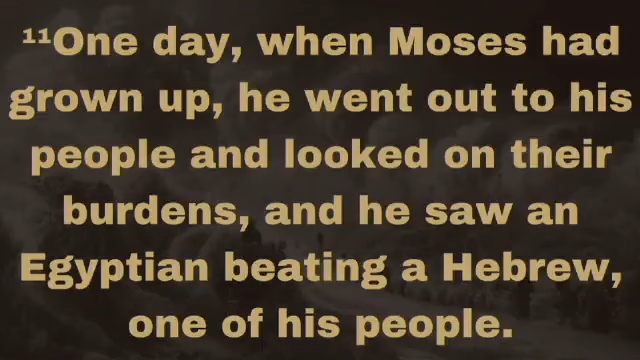 ¹¹One day, when Moses had
grown up, he went out to his
people and looked on their
burdens, and he saw an
Egyptian beating a Hebrew,
one of his people.